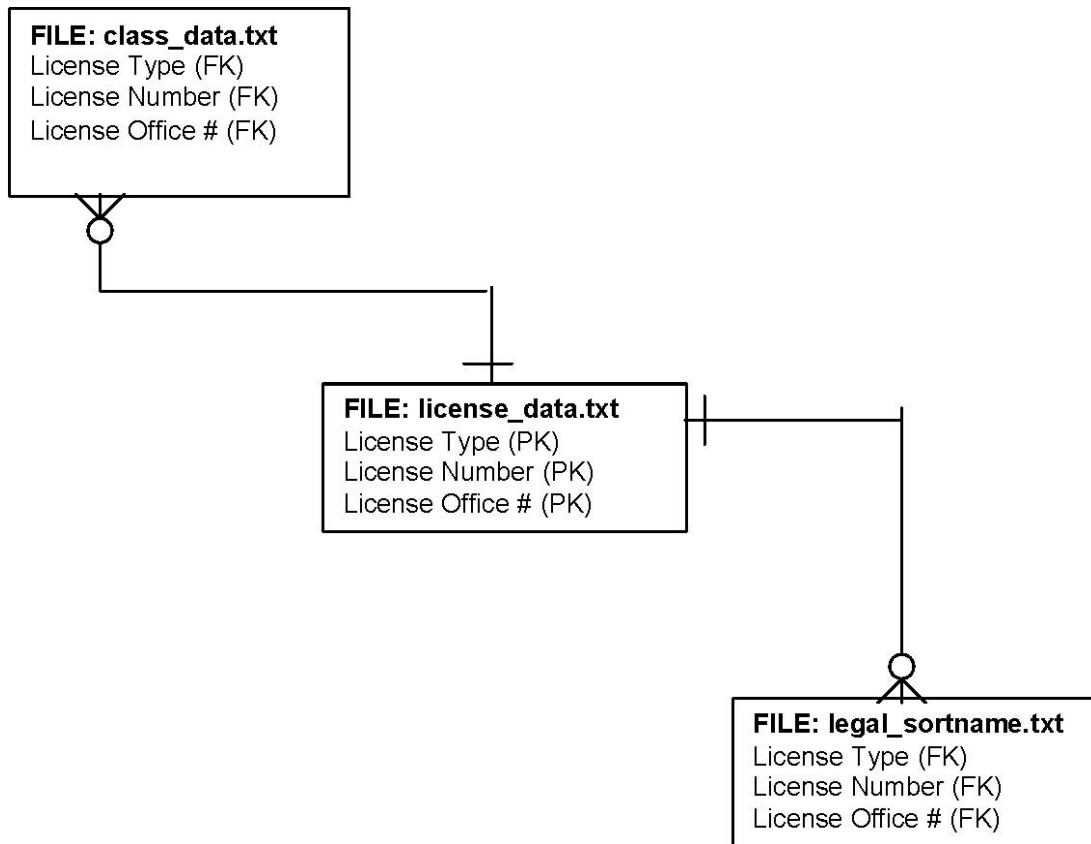 FILE: class_data.txt
License Type (FK)
License Number (FK)
License Office # (FK)
FILE: license_data.txt
License Type (PK)
License Number (PK)
License Office # (PK)
FILE: legal_sortname.txt
License Type (FK)
License Number (FK)
License Office # (FK)